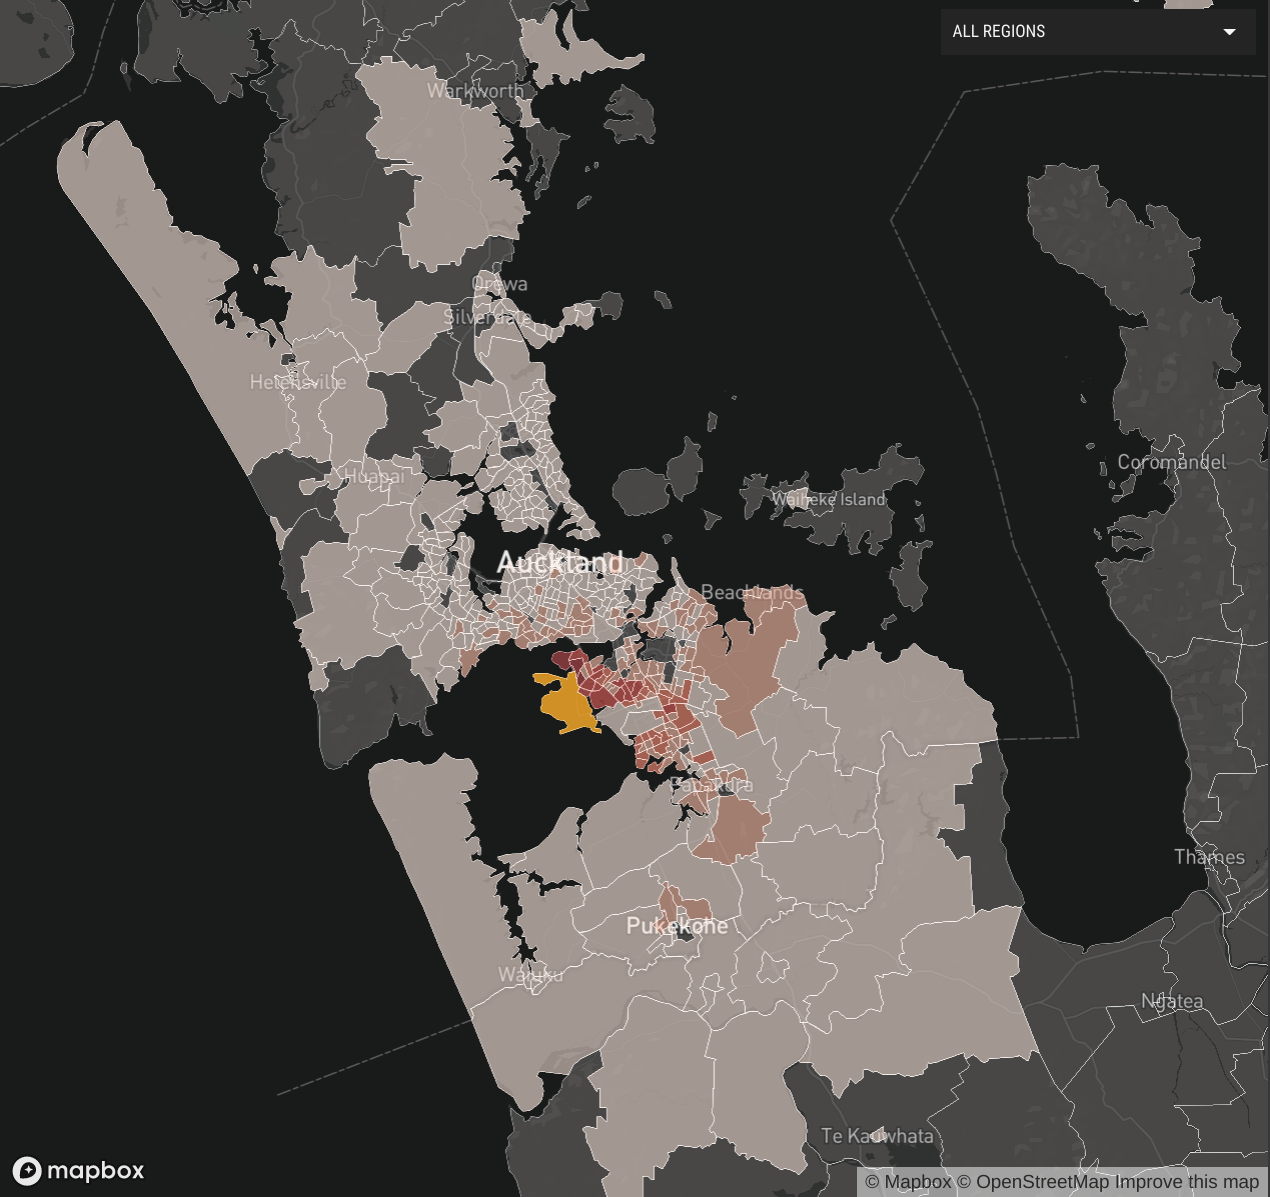 ALL REGIONS
Warkworth
Orewa
Silverdale
Helensville
Huapai
Coromandel
Waiheke Island
Auckland
Beachlands
Papakura
Thames
Pukekohe
Waiuku
Ngatea
Te Kauwhata
mapbox
© Mapbox © OpenStreetMap Improve this map